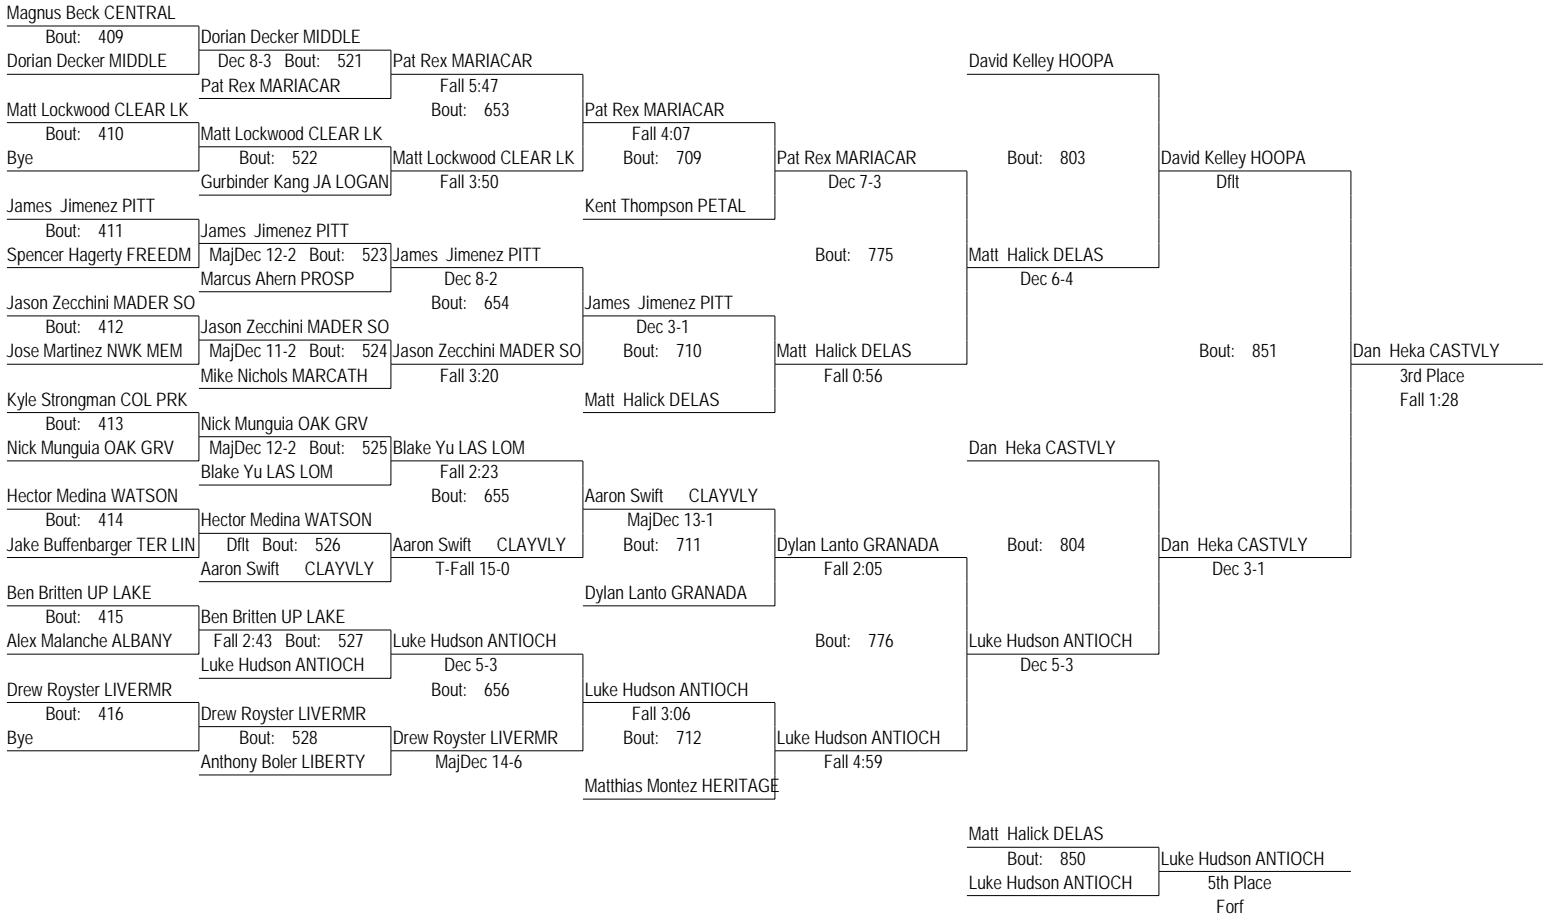 Magnus Beck CENTRAL
Bout: 409 Dorian Decker MIDDLE
Dorian Decker MIDDLE Dec 8-3 Bout: 521 Pat Rex MARIACAR David Kelley HOOPA
Pat Rex MARIACAR Fall 5:47
Matt Lockwood CLEAR LK Bout: 653 Pat Rex MARIACAR
Bout: 410 Matt Lockwood CLEAR LK Fall 4:07
Bye Bout: 522 Matt Lockwood CLEAR LK Bout: 709 Pat Rex MARIACAR Bout: 803 David Kelley HOOPA
Gurbinder Kang JA LOGAN Fall 3:50 Dec 7-3 Dflt
James Jimenez PITT Kent Thompson PETAL
Bout: 411 James Jimenez PITT
Spencer Hagerty FREEDM MajDec 12-2 Bout: 523 James Jimenez PITT Bout: 775 Matt Halick DELAS
Marcus Ahern PROSP Dec 8-2 Dec 6-4
Jason Zecchini MADER SO Bout: 654 James Jimenez PITT
Bout: 412 Jason Zecchini MADER SO Dec 3-1
Jose Martinez NWK MEM MajDec 11-2 Bout: 524 Jason Zecchini MADER SO Bout: 710 Matt Halick DELAS Bout: 851 Dan Heka CASTVLY
Mike Nichols MARCATH Fall 3:20 Fall 0:56 3rd Place
Kyle Strongman COL PRK Matt Halick DELAS Fall 1:28
Bout: 413 Nick Munguia OAK GRV
Nick Munguia OAK GRV MajDec 12-2 Bout: 525 Blake Yu LAS LOM Dan Heka CASTVLY
Blake Yu LAS LOM Fall 2:23
Hector Medina WATSON Bout: 655 Aaron Swift CLAYVLY
Bout: 414 Hector Medina WATSON MajDec 13-1
Jake Buffenbarger TER LIN Dflt Bout: 526 Aaron Swift CLAYVLY Bout: 711 Dylan Lanto GRANADA Bout: 804 Dan Heka CASTVLY
Aaron Swift CLAYVLY T-Fall 15-0 Fall 2:05 Dec 3-1
Ben Britten UP LAKE Dylan Lanto GRANADA
Bout: 415 Ben Britten UP LAKE
Alex Malanche ALBANY Fall 2:43 Bout: 527 Luke Hudson ANTIOCH Bout: 776 Luke Hudson ANTIOCH
Luke Hudson ANTIOCH Dec 5-3 Dec 5-3
Drew Royster LIVERMR Bout: 656 Luke Hudson ANTIOCH
Bout: 416 Drew Royster LIVERMR Fall 3:06
Bye Bout: 528 Drew Royster LIVERMR Bout: 712 Luke Hudson ANTIOCH
Anthony Boler LIBERTY MajDec 14-6 Fall 4:59
Matthias Montez HERITAGE
Matt Halick DELAS
Bout: 850 Luke Hudson ANTIOCH
Luke Hudson ANTIOCH 5th Place
Forf